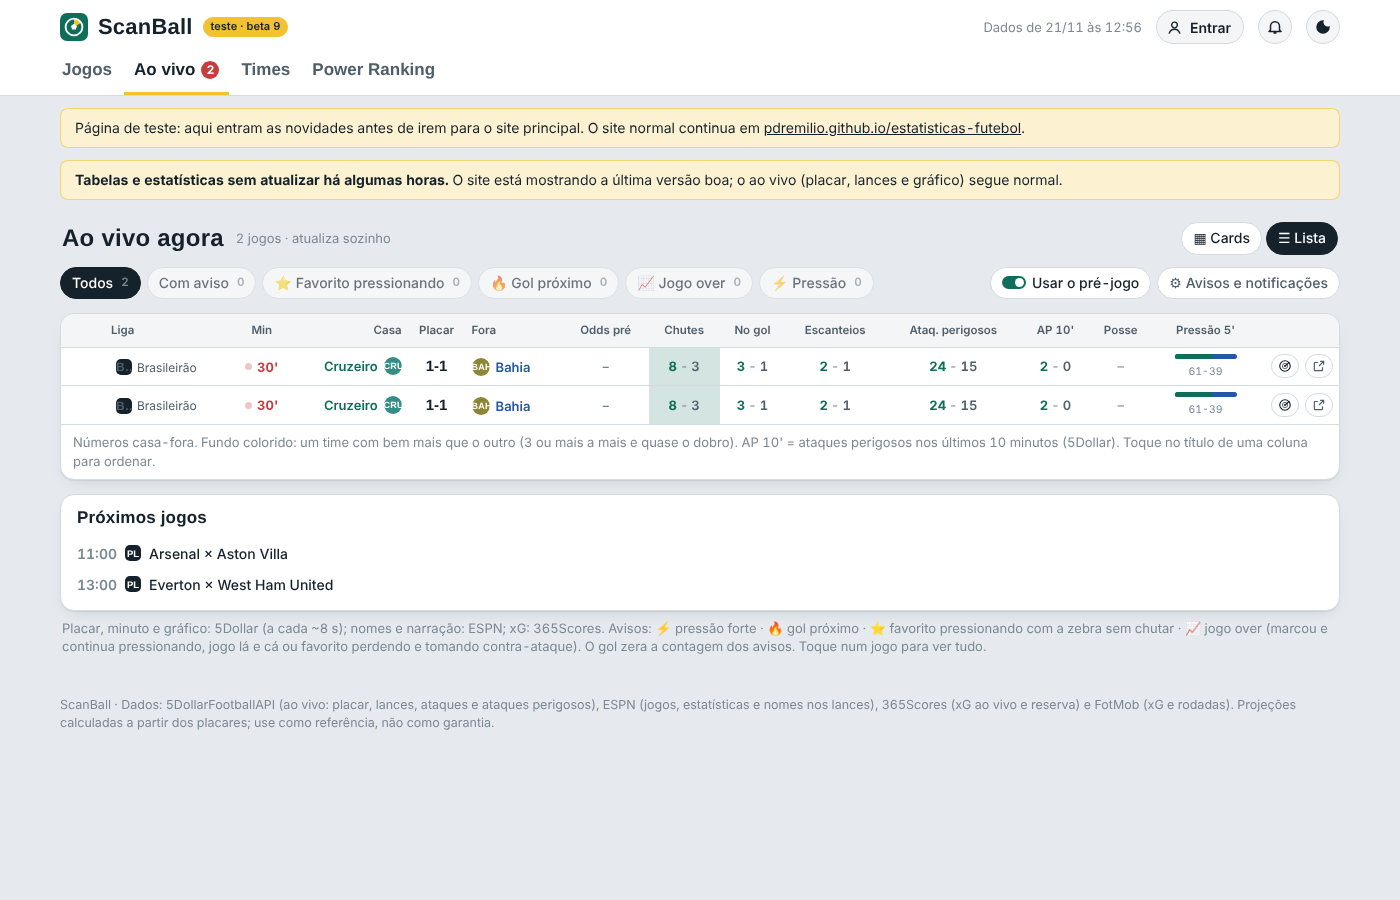 ScanBall teste · beta 9 Dados de 21/11 às 12:56 Entrar
Jogos Ao vivo 2 Times Power Ranking
Página de teste: aqui entram as novidades antes de irem para o site principal. O site normal continua em pdremilio.github.io/estatisticas-futebol.
Tabelas e estatísticas sem atualizar há algumas horas. O site está mostrando a última versão boa; o ao vivo (placar, lances e gráfico) segue normal.
Ao vivo agora 2 jogos · atualiza sozinho ▦ Cards ☰ Lista
Todos 2 Com aviso 0 ⭐ Favorito pressionando 0 🔥 Gol próximo 0 📈 Jogo over 0 ⚡ Pressão 0 Usar o pré-jogo ⚙ Avisos e notificações
Liga Min Casa Placar Fora Odds pré Chutes No gol Escanteios Ataq. perigosos AP 10' Posse Pressão 5'
Brasileirão 30' Cruzeiro CRU 1-1 BAH Bahia – 8 - 3 3 - 1 2 - 1 24 - 15 2 - 0 –
61-39
Brasileirão 30' Cruzeiro CRU 1-1 BAH Bahia – 8 - 3 3 - 1 2 - 1 24 - 15 2 - 0 –
61-39
Números casa-fora. Fundo colorido: um time com bem mais que o outro (3 ou mais a mais e quase o dobro). AP 10' = ataques perigosos nos últimos 10 minutos (5Dollar). Toque no título de uma coluna
para ordenar.
Próximos jogos
11:00 PL Arsenal × Aston Villa
13:00 PL Everton × West Ham United
Placar, minuto e gráfico: 5Dollar (a cada ~8 s); nomes e narração: ESPN; xG: 365Scores. Avisos: ⚡ pressão forte · 🔥 gol próximo · ⭐ favorito pressionando com a zebra sem chutar · 📈 jogo over (marcou e
continua pressionando, jogo lá e cá ou favorito perdendo e tomando contra-ataque). O gol zera a contagem dos avisos. Toque num jogo para ver tudo.
ScanBall · Dados: 5DollarFootballAPI (ao vivo: placar, lances, ataques e ataques perigosos), ESPN (jogos, estatísticas e nomes nos lances), 365Scores (xG ao vivo e reserva) e FotMob (xG e rodadas). Projeções
calculadas a partir dos placares; use como referência, não como garantia.